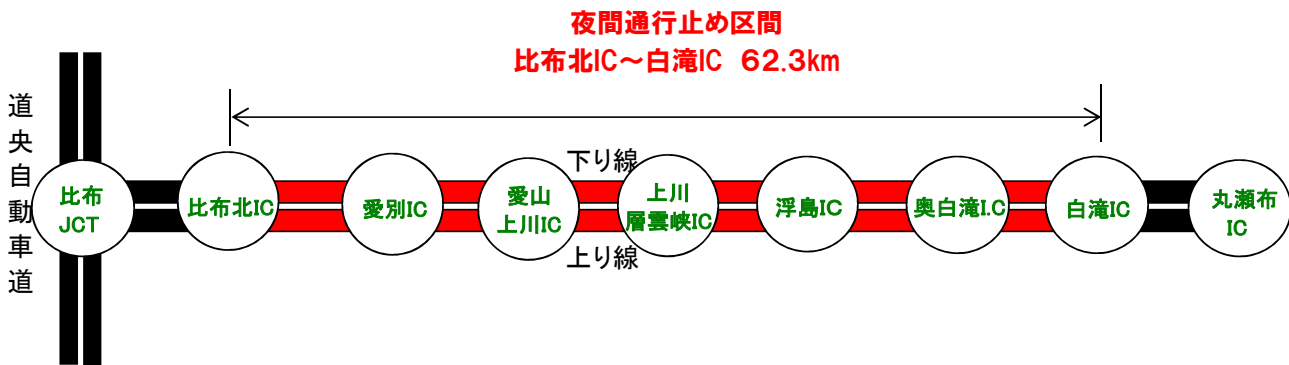 夜間通行止め区間
比布北IC～白滝IC 62.3km
道央自動車道
比布
JCT
比布北IC
愛別IC
愛山
上川IC
下り線
上り線
上川
層雲峡IC
浮島IC
奥白滝I.C
白滝IC
丸瀬布
IC